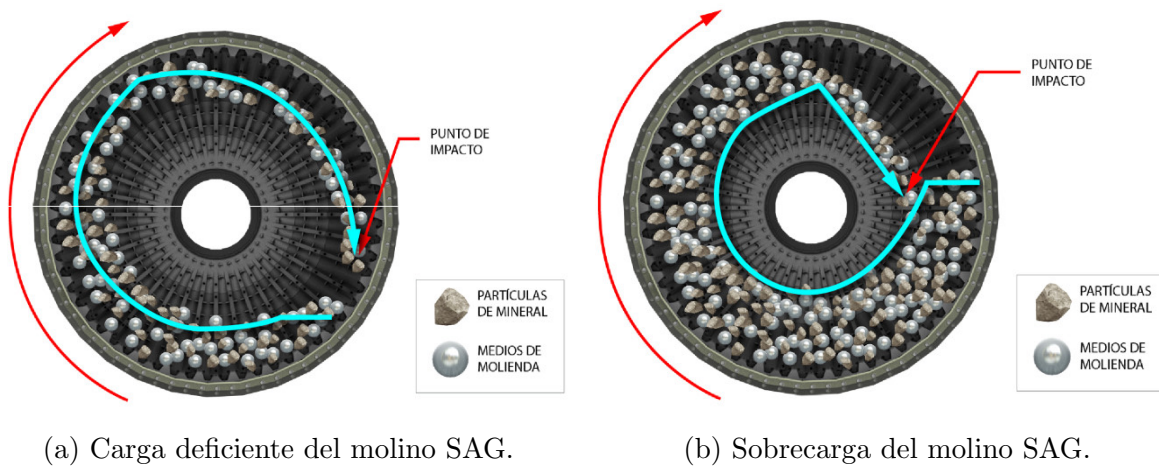 PUNTO DE
IMPACTO
PARTÍCULAS
DE MINERAL
MEDIOS DE
MOLIENDA
(a) Carga deficiente del molino SAG.
PUNTO DE
IMPACTO
PARTÍCULAS
DE MINERAL
MEDIOS DE
MOLIENDA
(b) Sobrecarga del molino SAG.